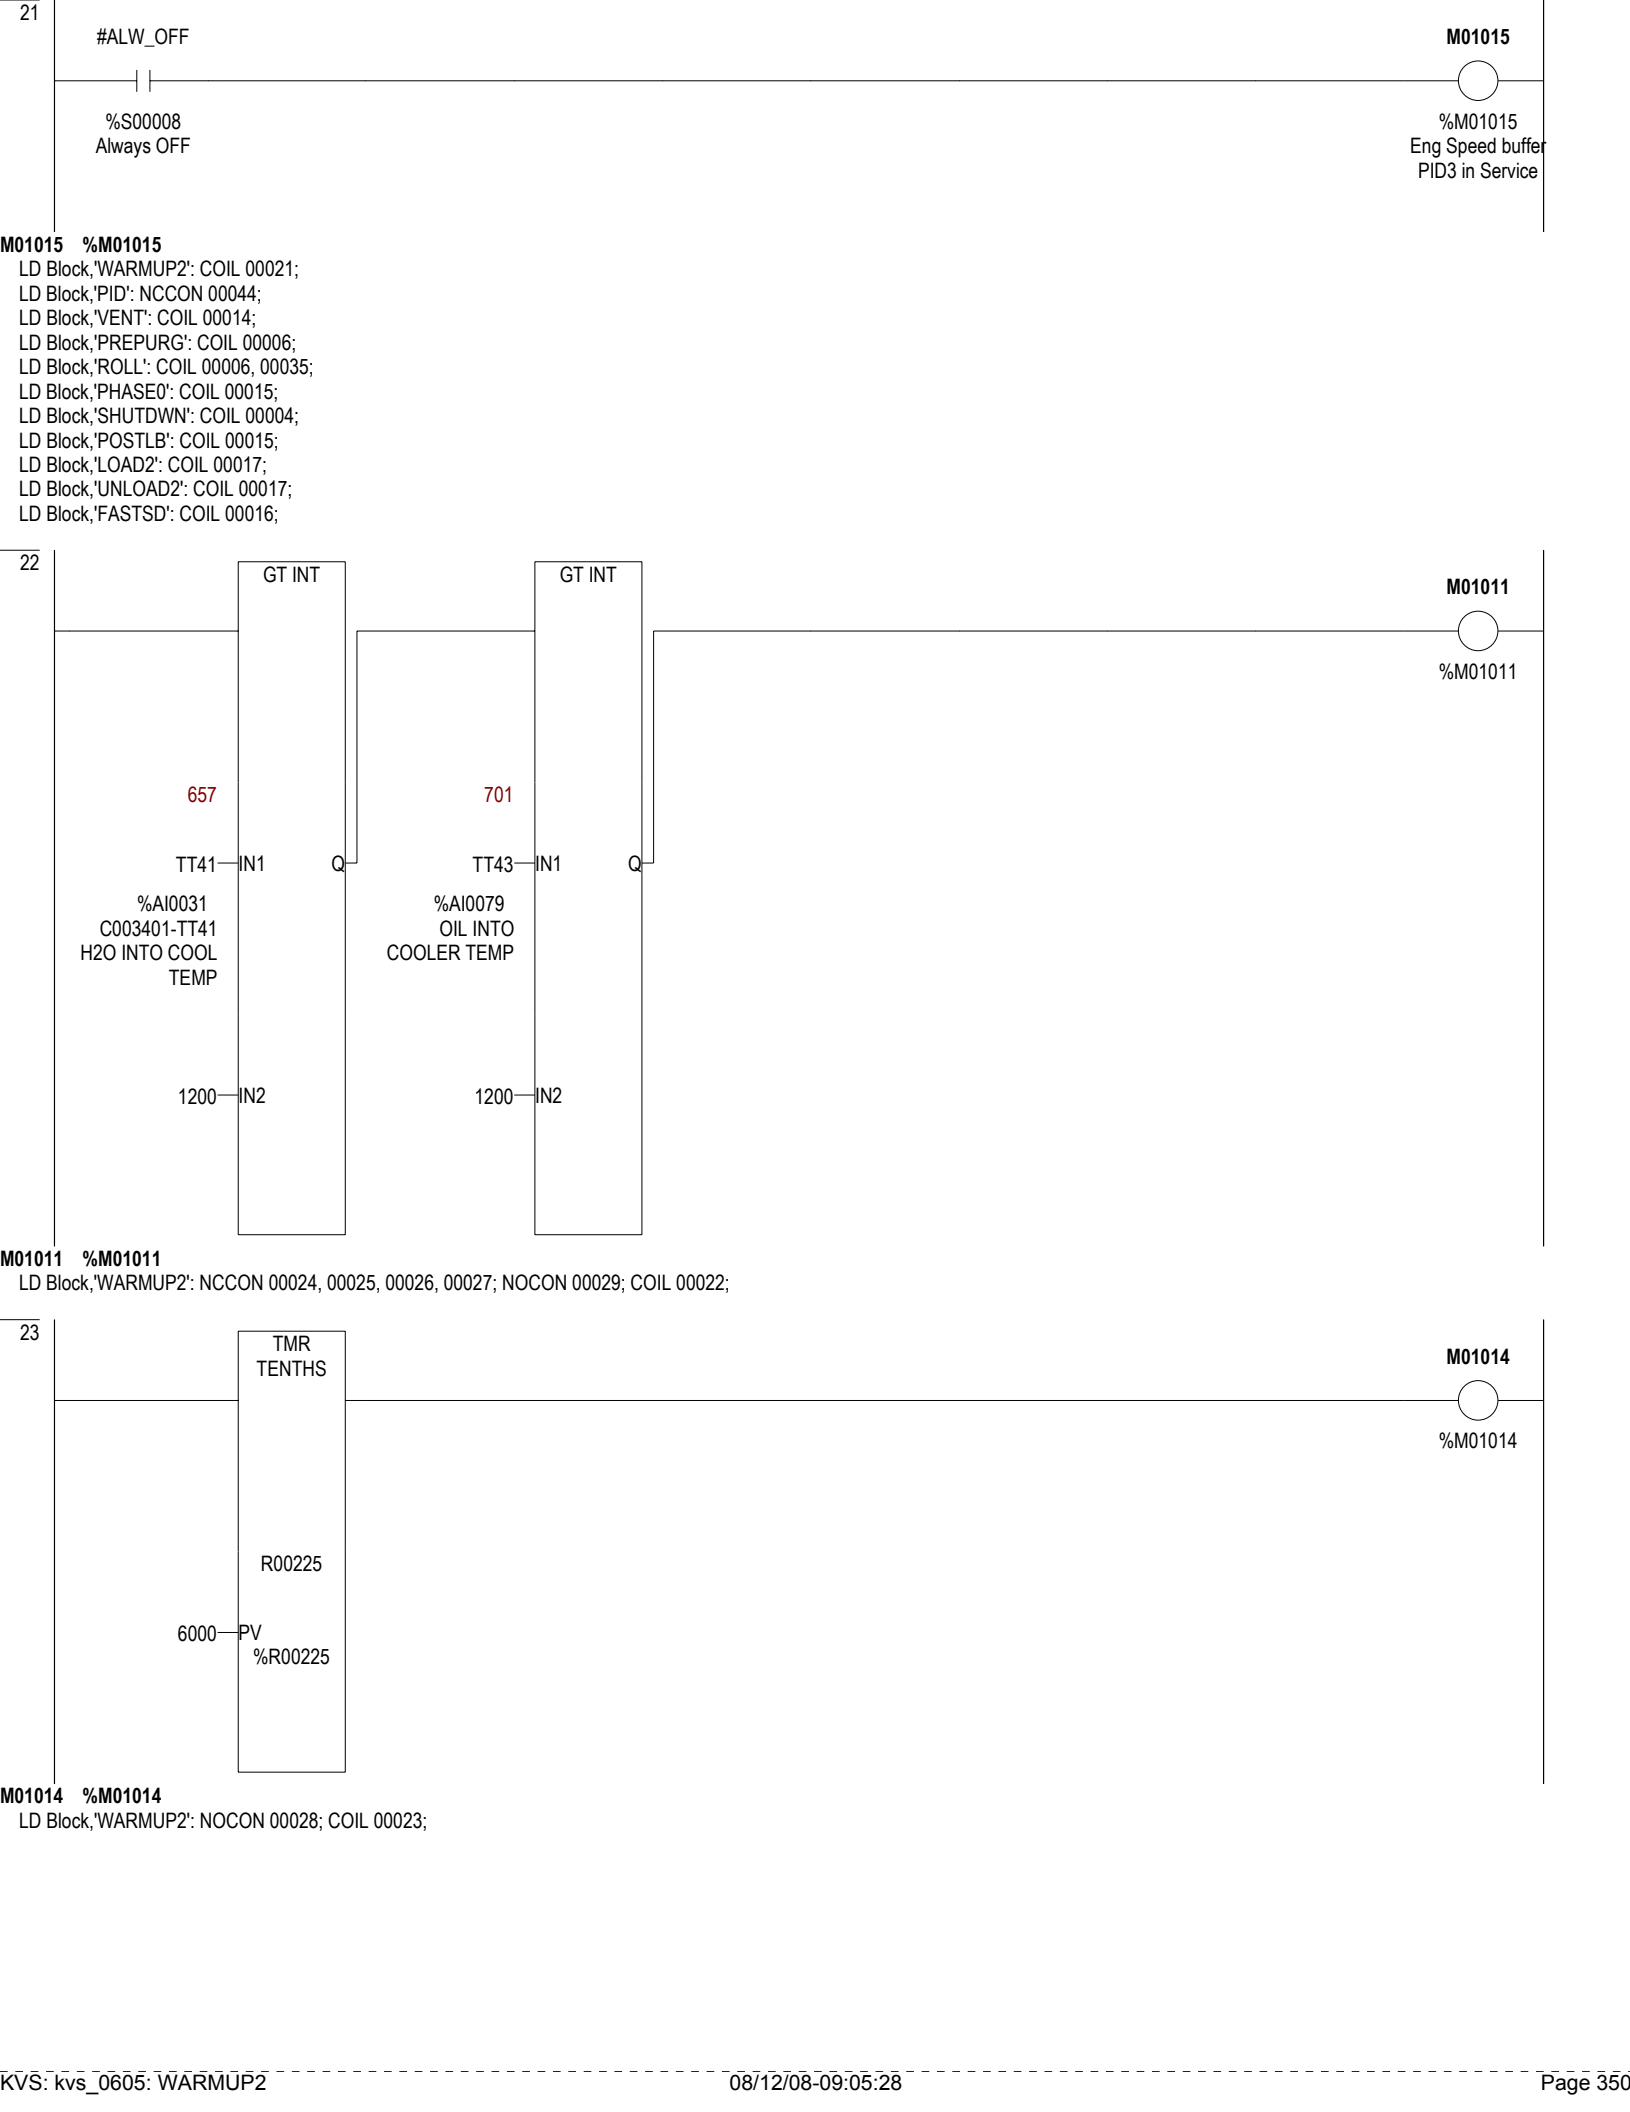 21
#ALW_OFF
M01015
%S00008
Always OFF
%M01015
Eng Speed buffer
PID3 in Service
M01015 %M01015
LD Block,'WARMUP2': COIL 00021;
LD Block,'PID': NCCON 00044;
LD Block,'VENT': COIL 00014;
LD Block,'PREPURG': COIL 00006;
LD Block,'ROLL': COIL 00006, 00035;
LD Block,'PHASE0': COIL 00015;
LD Block,'SHUTDWN': COIL 00004;
LD Block,'POSTLB': COIL 00015;
LD Block,'LOAD2': COIL 00017;
LD Block,'UNLOAD2': COIL 00017;
LD Block,'FASTSD': COIL 00016;
22
GT INT
GT INT
M01011
%M01011
657
701
TT41
IN1
Q
TT43
IN1
Q
%AI0031
C003401-TT41
H2O INTO COOL
TEMP
%AI0079
OIL INTO
COOLER TEMP
1200
IN2
1200
IN2
M01011 %M01011
LD Block,'WARMUP2': NCCON 00024, 00025, 00026, 00027; NOCON 00029; COIL 00022;
23
TMR
TENTHS
M01014
%M01014
R00225
6000
PV
%R00225
M01014 %M01014
LD Block,'WARMUP2': NOCON 00028; COIL 00023;
KVS: kvs_0605: WARMUP2
08/12/08-09:05:28
Page 350